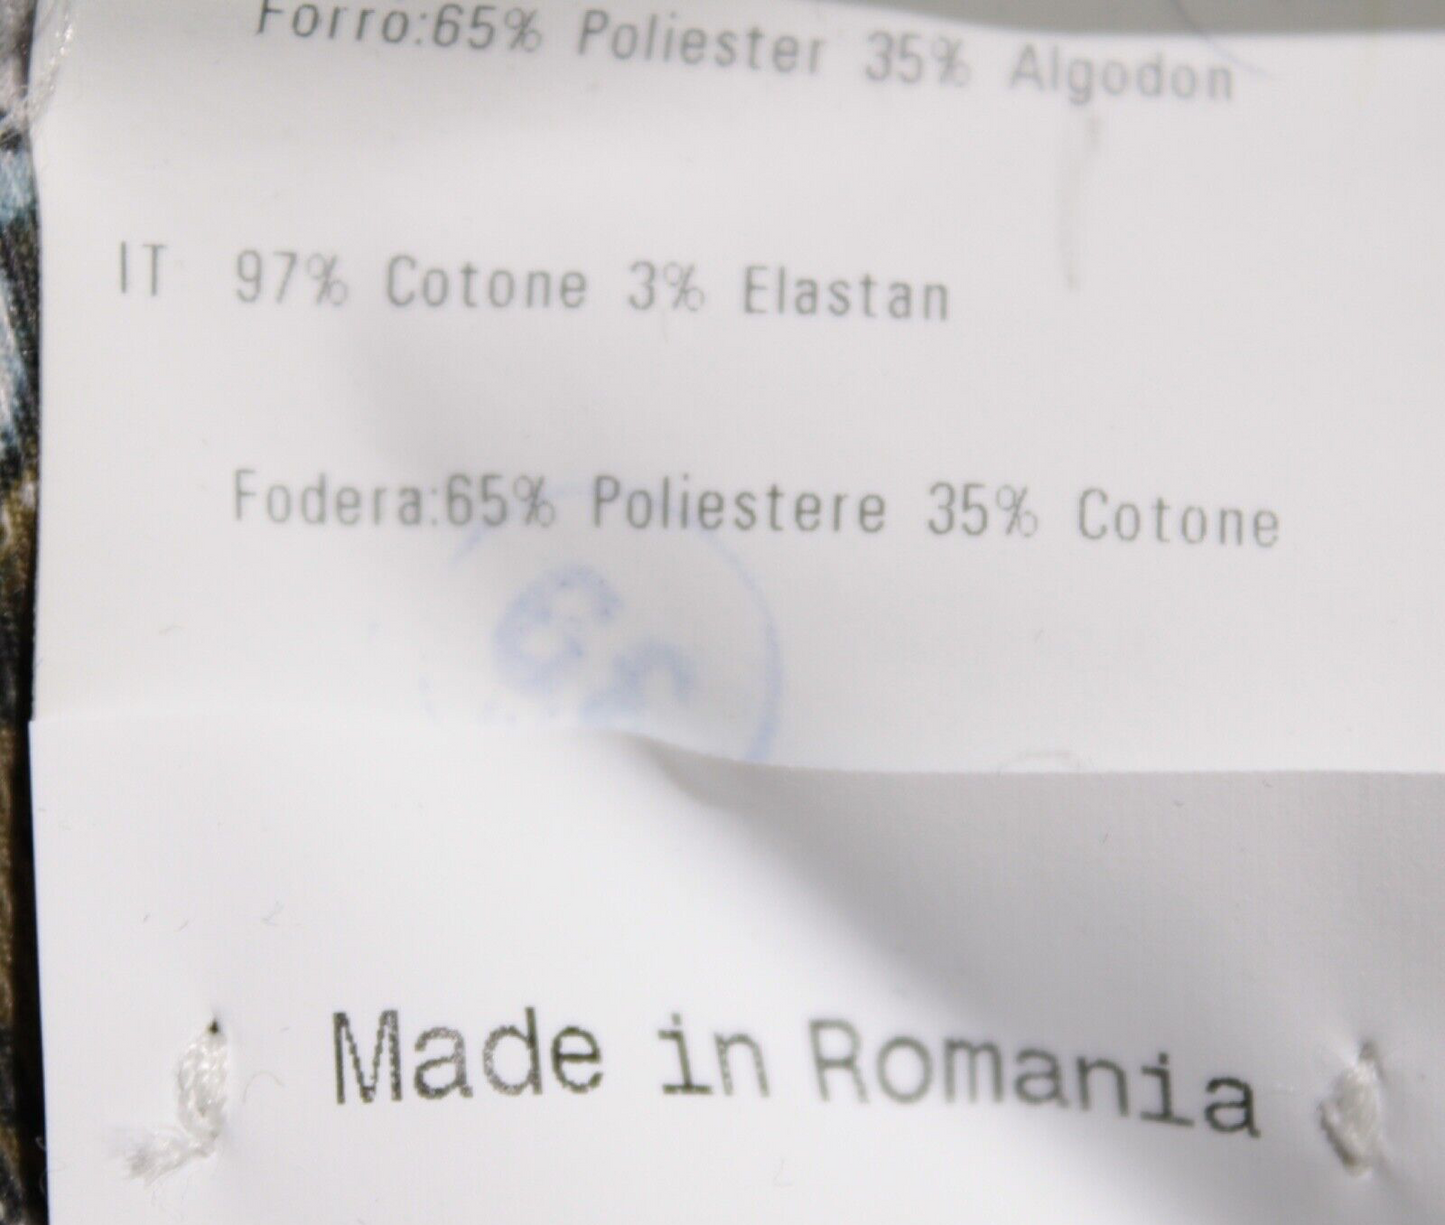 Forro:65% Poliester 35% Algodon
IT 97% Cotone 3% Elastan
Fodera:65% Poliestere 35% Cotone
Made in Romania